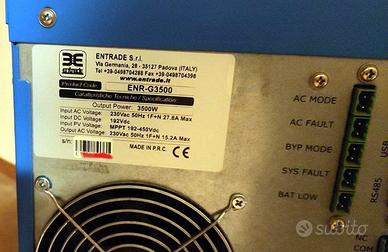 ENTRADE S.r.l.
Via Germania, 28 - 35127 Padova (ITALY)
Tel +39-0498704288 Fax +39-0498704398
www.entrade.it
entrade
Product Code: ENR-G3500
Caratteristiche Tecniche / Specification:
Output Power: 3500W
Input AC Voltage: 230Vac 50Hz 1F+N 27.8A Max
Input DC Voltage: 192Vdc
Input PV Voltage: MPPT 192-450Vdc
Output AC Voltage: 230Vac 50Hz 1F+N 15.2A Max
s/n:
MADE IN P.R.C.
AC MODE
AC FAULT
BYP MODE
SYS FAULT
BAT LOW
USB
RS485
NC
COM
subito